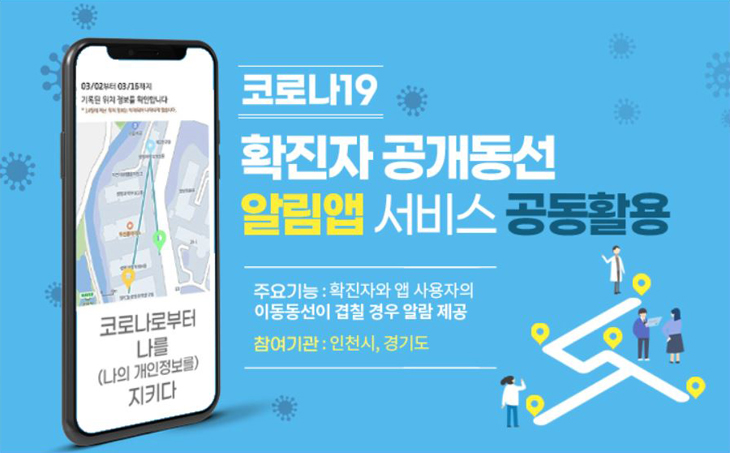 03/02부터 03/15까지
기록된 위치 정보를 확인합니다
코로나로부터
나를
(나의 개인정보를)
지키다
코로나19
확진자 공개동선
알림앱 서비스 공동활용
주요기능 : 확진자와 앱 사용자의
이동동선이 겹칠 경우 알람 제공
참여기관 : 인천시, 경기도